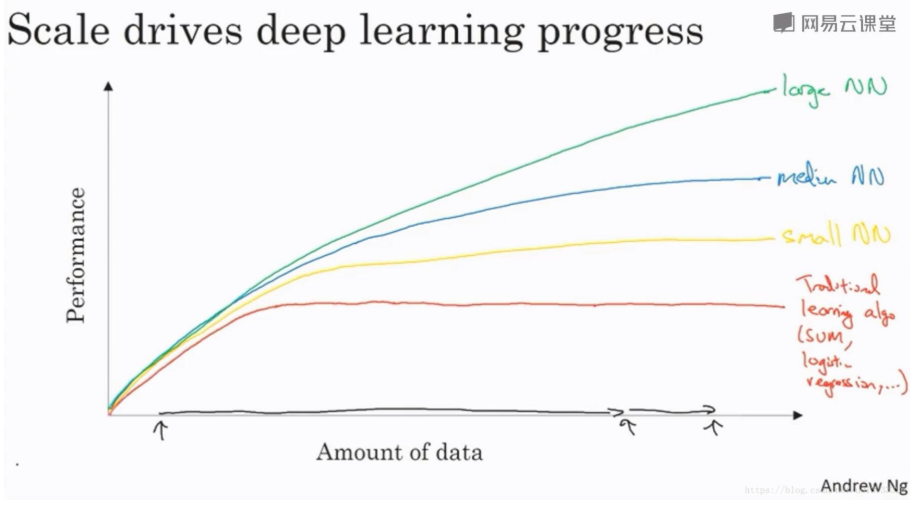 Scale drives deep learning progress
网易云课堂
large NN
medium NN
small NN
Traditional
learning algo
(SVM,
logistic
regression,...)
Performance
Amount of data
Andrew Ng